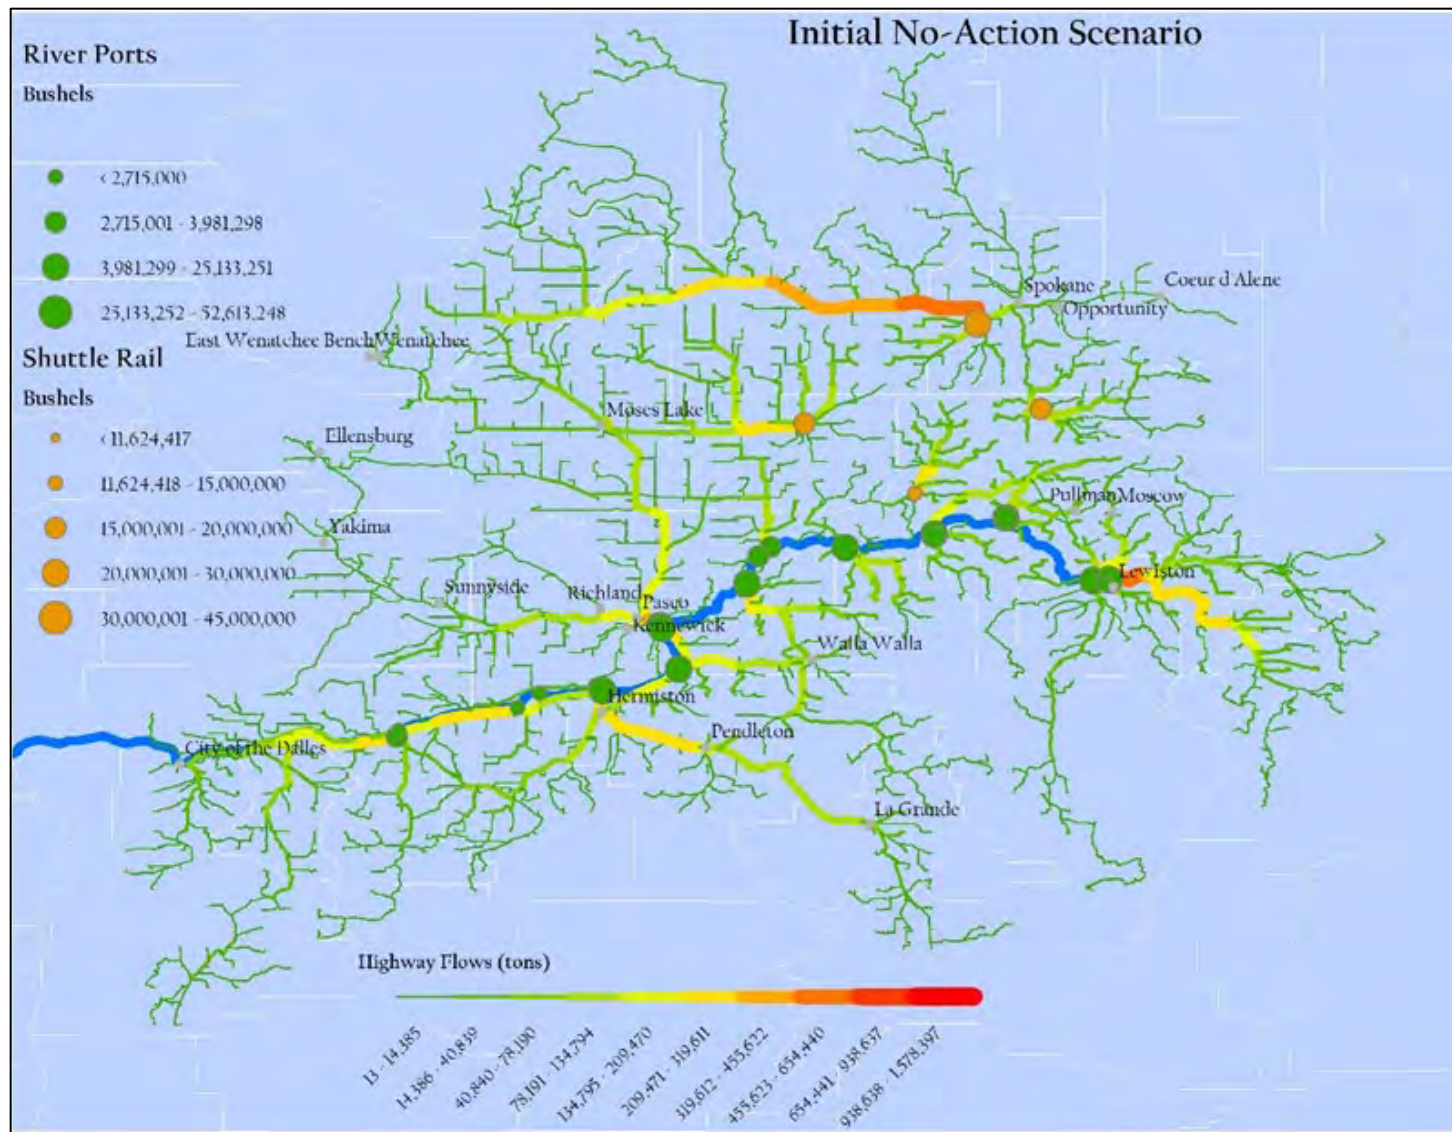 Initial No-Action Scenario
River Ports
Bushels
< 2,715,000
2,715,001 - 3,981,298
3,981,299 - 25,133,251
25,133,252 - 52,613,248
Shuttle Rail
Bushels
< 11,624,417
11,624,418 - 15,000,000
15,000,001 - 20,000,000
20,000,001 - 30,000,000
30,000,001 - 45,000,000
Spokane
Coeur d Alene
Opportunity
East Wenatchee Bench
Wenatchee
Moses Lake
Ellensburg
Yakima
Pullman
Moscow
Sunnyside
Richland
Pasco
Kennewick
Lewiston
Walla Walla
Hermiston
Pendleton
City of the Dalles
La Grande
Highway Flows (tons)
13 - 14,385
14,386 - 40,839
40,840 - 78,190
78,191 - 134,794
134,795 - 209,470
209,471 - 319,611
319,612 - 455,622
455,623 - 654,440
654,441 - 938,637
938,638 - 1,578,397